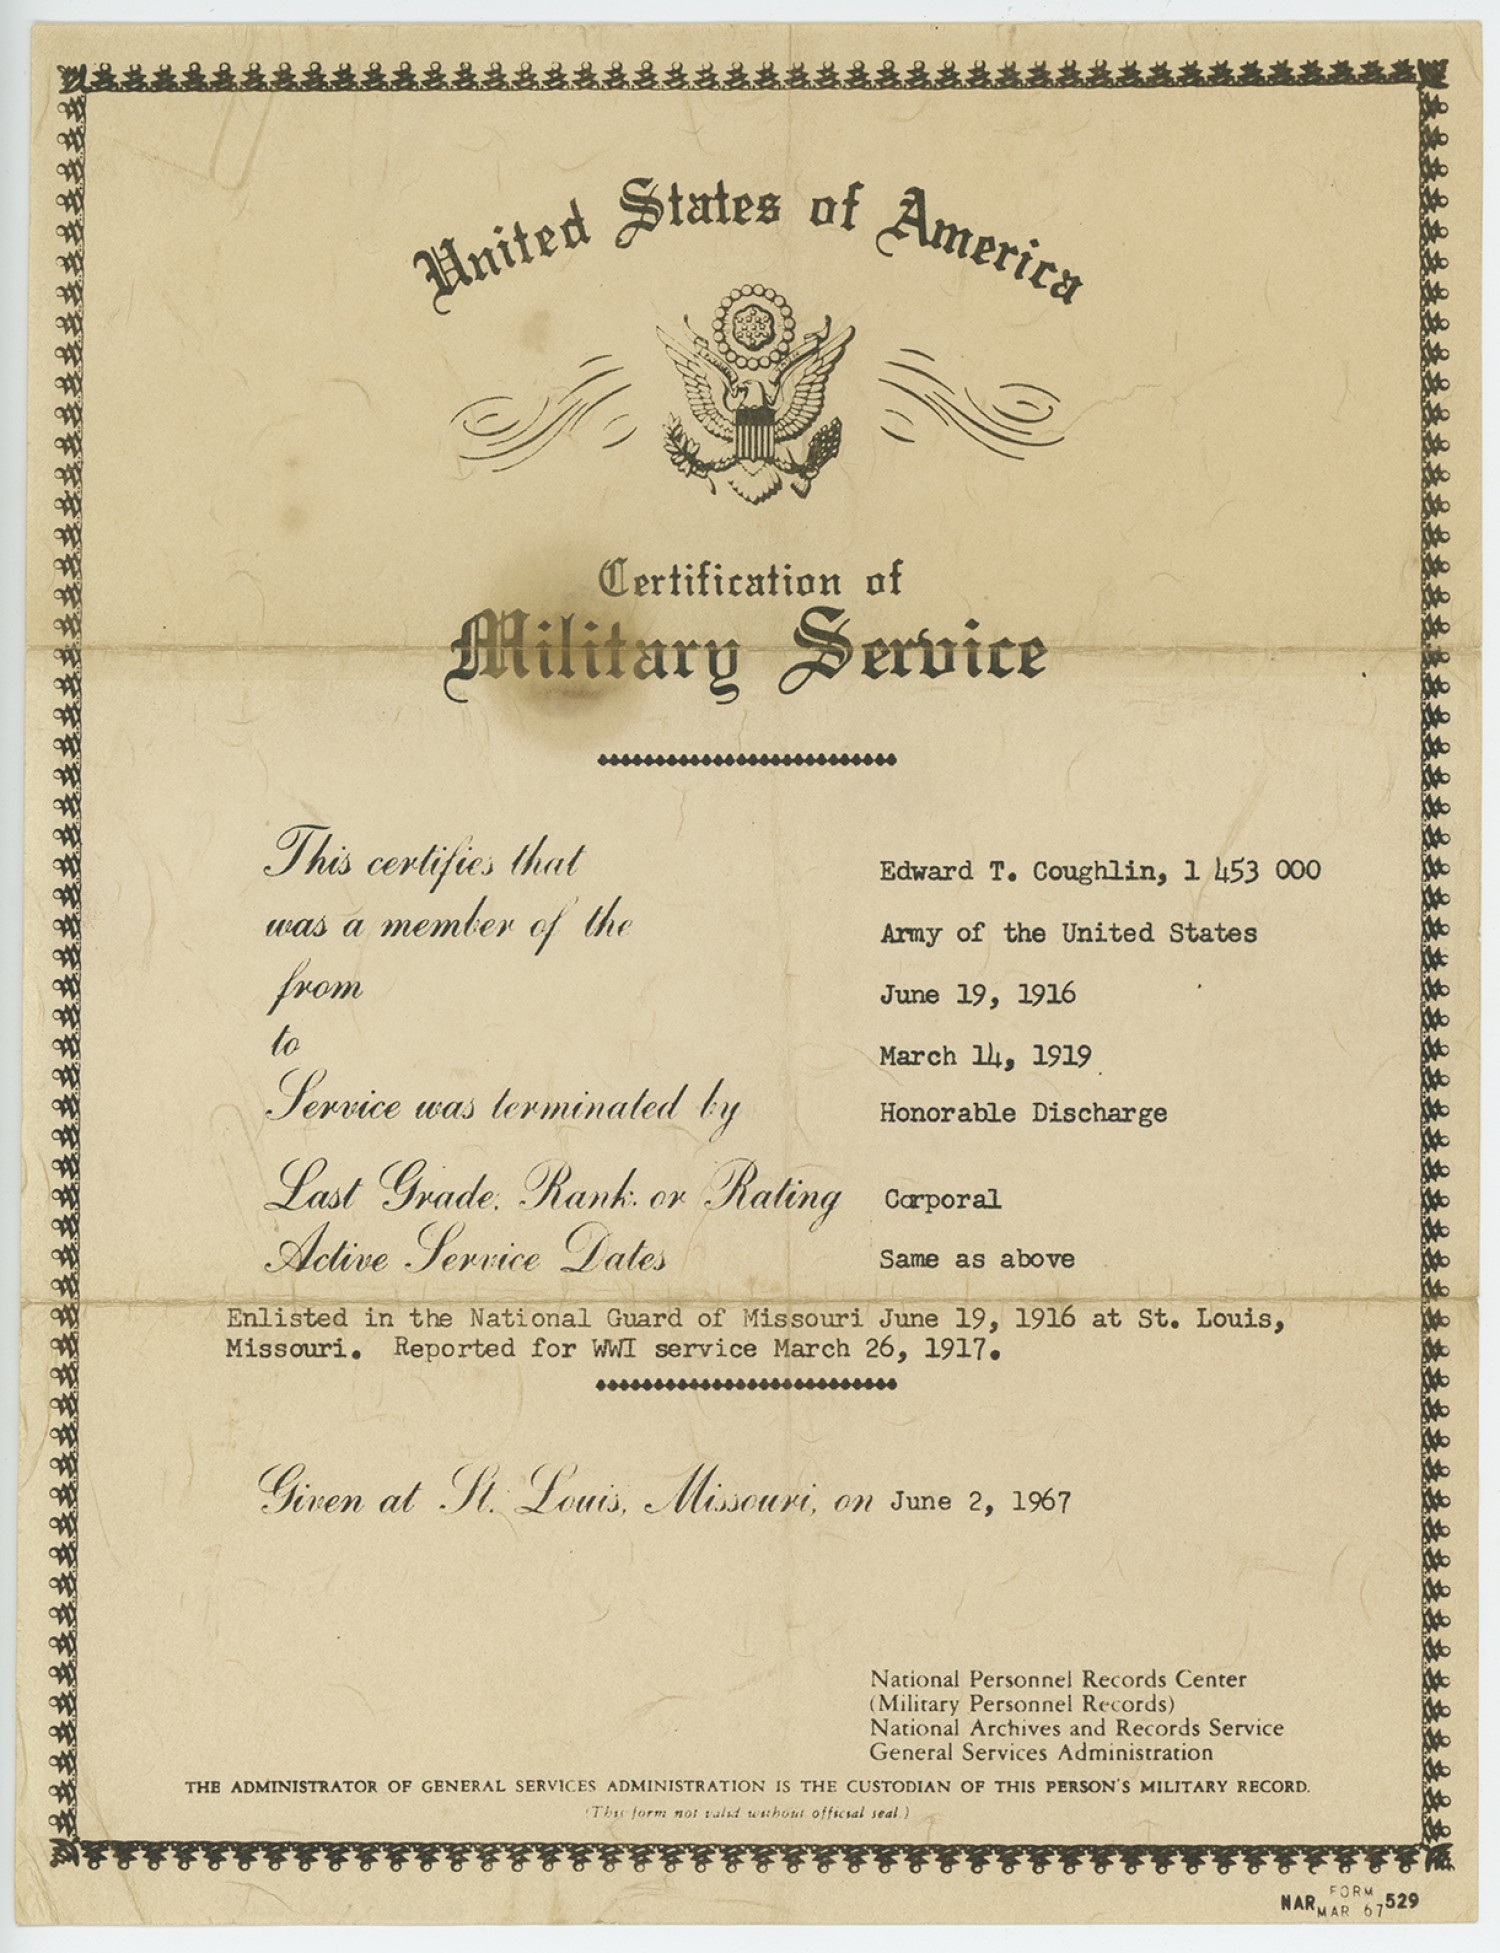 United States of America
Certification of
Military Service
This certifies that Edward T. Coughlin, 1 453 000
was a member of the Army of the United States
from June 19, 1916
to March 14, 1919
Service was terminated by Honorable Discharge
Last Grade, Rank, or Rating Corporal
Active Service Dates Same as above
Enlisted in the National Guard of Missouri June 19, 1916 at St. Louis,
Missouri. Reported for WWI service March 26, 1917.
Given at St. Louis, Missouri, on June 2, 1967
National Personnel Records Center
(Military Personnel Records)
National Archives and Records Service
General Services Administration
THE ADMINISTRATOR OF GENERAL SERVICES ADMINISTRATION IS THE CUSTODIAN OF THIS PERSON'S MILITARY RECORD.
(This form not valid without official seal.)
NAR FORM MAR 67 529